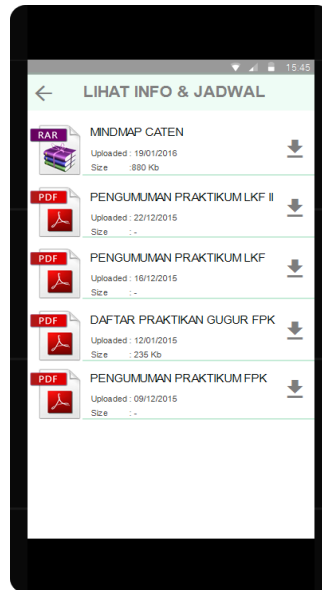 15:45
LIHAT INFO & JADWAL
RAR
MINDMAP CATEN
Uploaded : 19/01/2016
Size :880 Kb
PDF
PENGUMUMAN PRAKTIKUM LKF II
Uploaded : 22/12/2015
Size : -
PDF
PENGUMUMAN PRAKTIKUM LKF
Uploaded : 16/12/2015
Size : -
PDF
DAFTAR PRAKTIKAN GUGUR FPK
Uploaded : 12/01/2015
Size : 235 Kb
PDF
PENGUMUMAN PRAKTIKUM FPK
Uploaded : 09/12/2015
Size : -